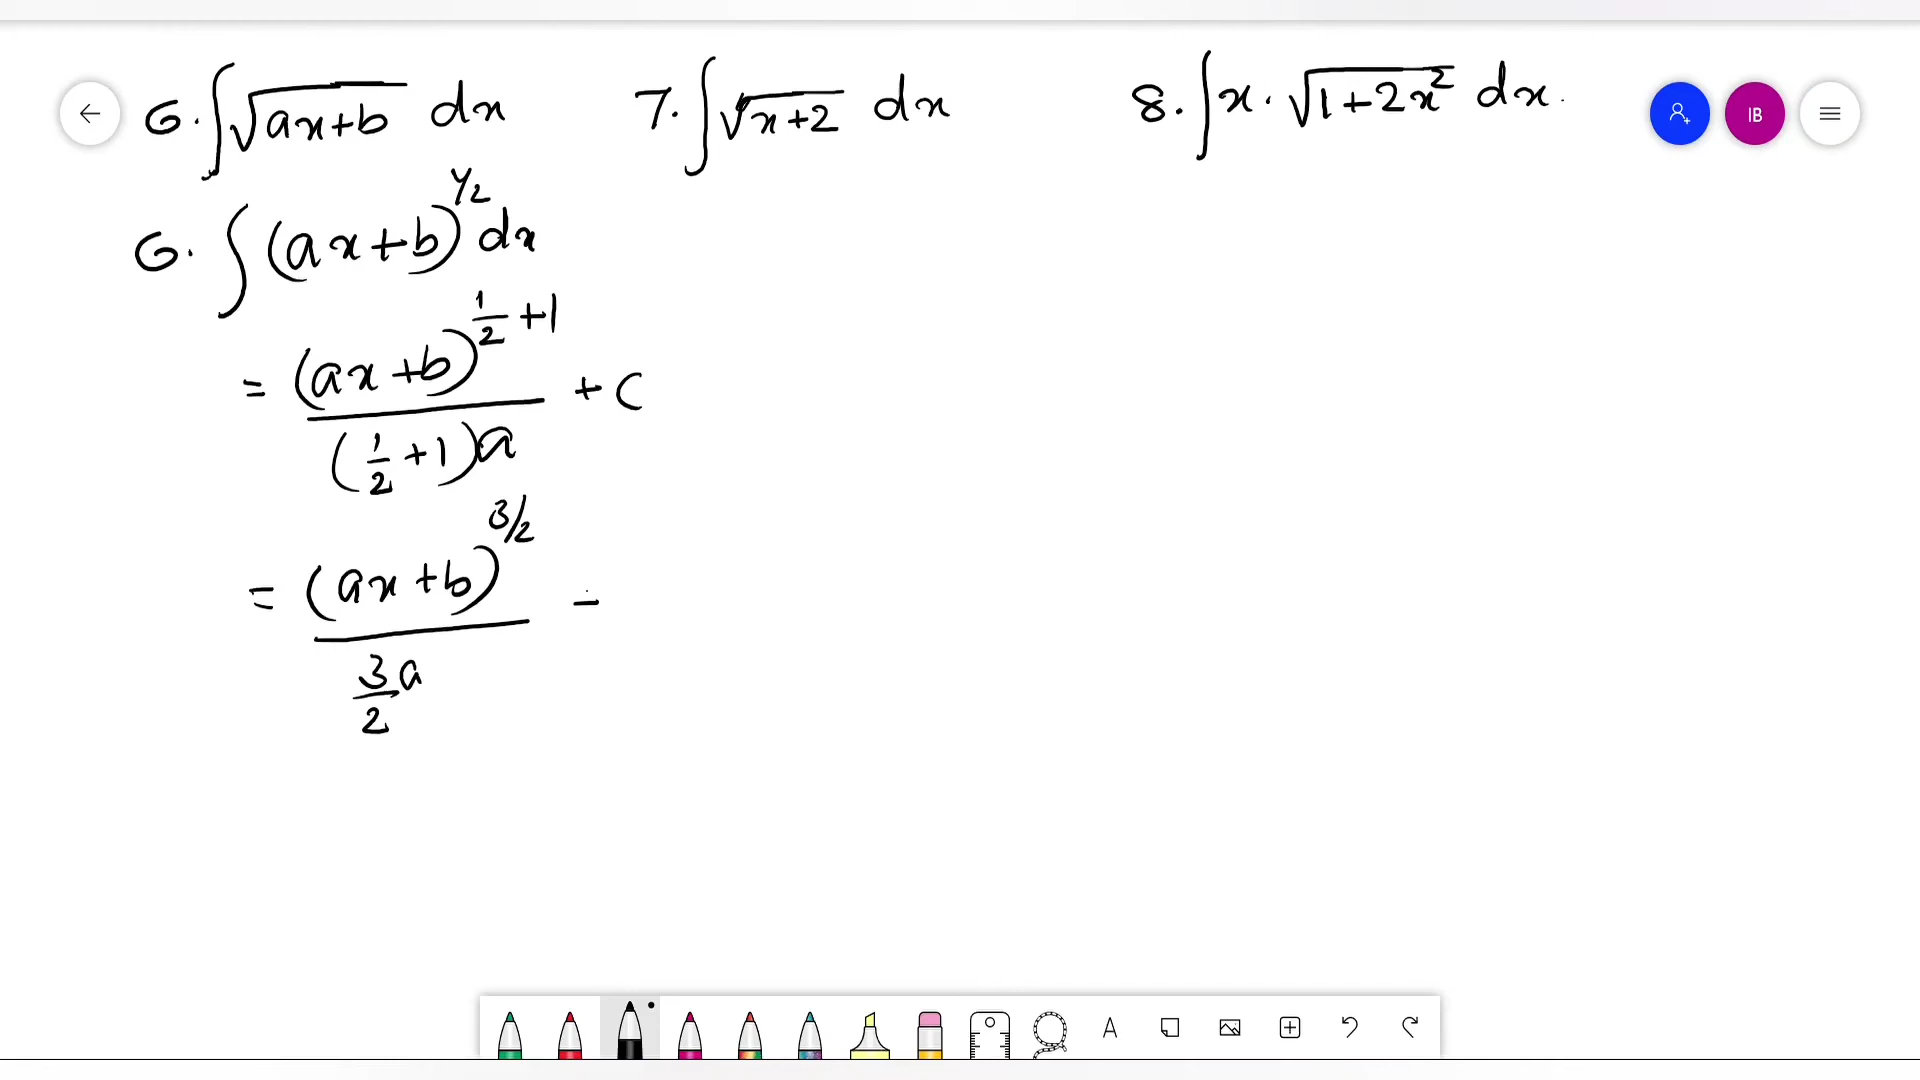 6. ∫√(ax+b) dx 7. ∫√(x+2) dx 8. ∫x·√(1+2x²) dx.
IB
6. ∫(ax+b)^(1/2) dx
= (ax+b)^(1/2 + 1) / ((1/2 + 1)a) + C
= (ax+b)^(3/2) / (3/2 a) -
A